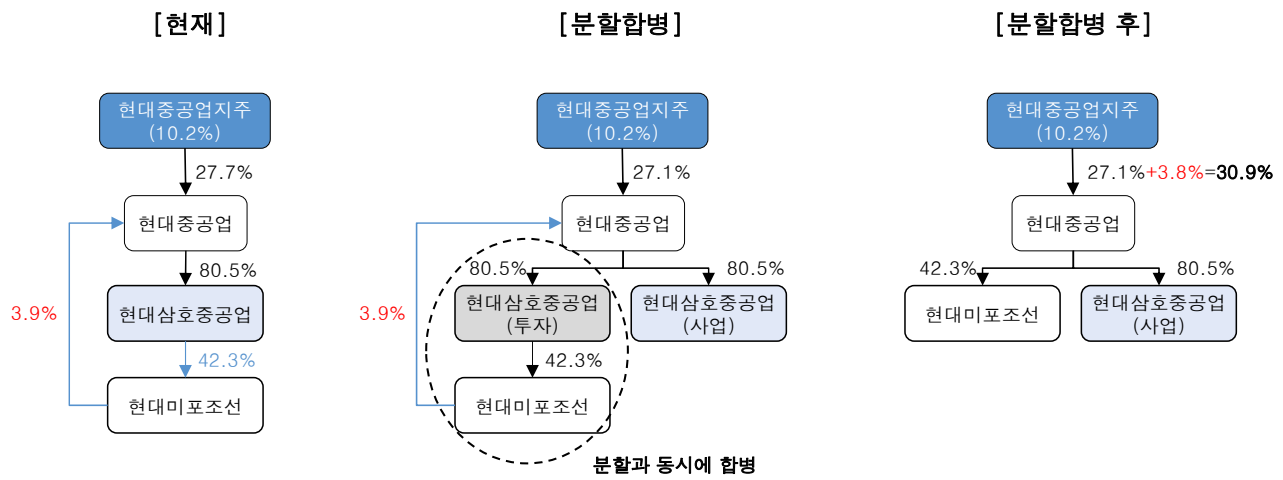 [현재]
현대중공업지주
(10.2%)
27.7%
현대중공업
80.5%
3.9%
현대삼호중공업
42.3%
현대미포조선
[분할합병]
현대중공업지주
(10.2%)
27.1%
현대중공업
80.5%
80.5%
3.9%
현대삼호중공업
(투자)
현대삼호중공업
(사업)
42.3%
현대미포조선
분할과 동시에 합병
[분할합병 후]
현대중공업지주
(10.2%)
27.1%+3.8%=30.9%
현대중공업
42.3%
80.5%
현대미포조선
현대삼호중공업
(사업)